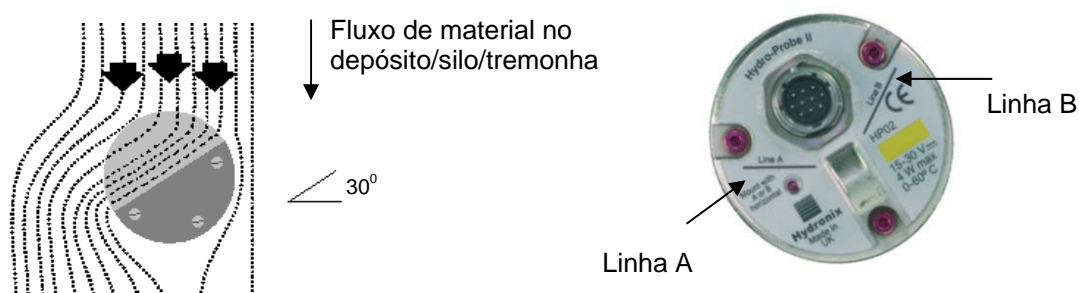 Fluxo de material no
depósito/silo/tremonha
30⁰
Linha B
Linha A
Hydro-Probe II
Line B
CE
HP02
15-30 V
4 W max
0-60°C
Line A
Mount with
A or B
horizontal
Hydronix
Made in
UK